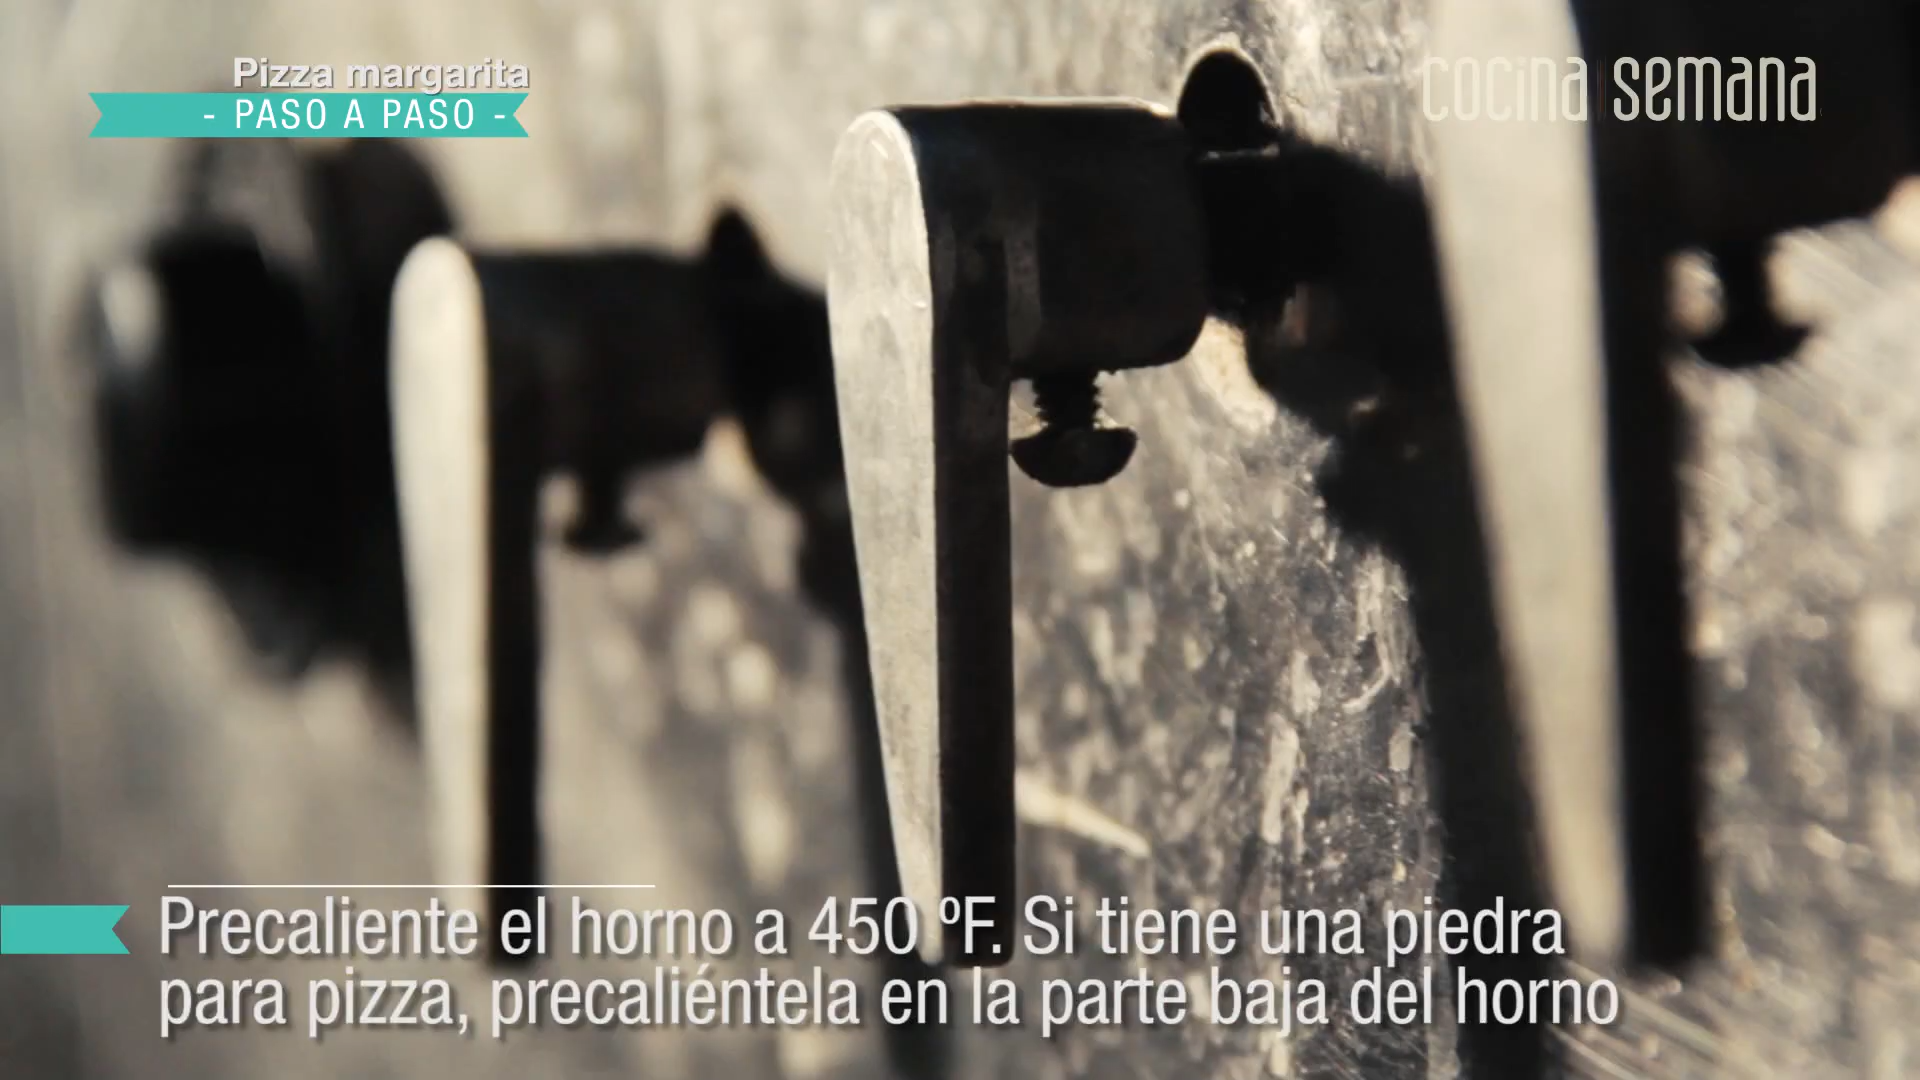 Pizza margarita
- PASO A PASO -
cocina semana
Precaliente el horno a 450 ºF. Si tiene una piedra
para pizza, precaliéntela en la parte baja del horno